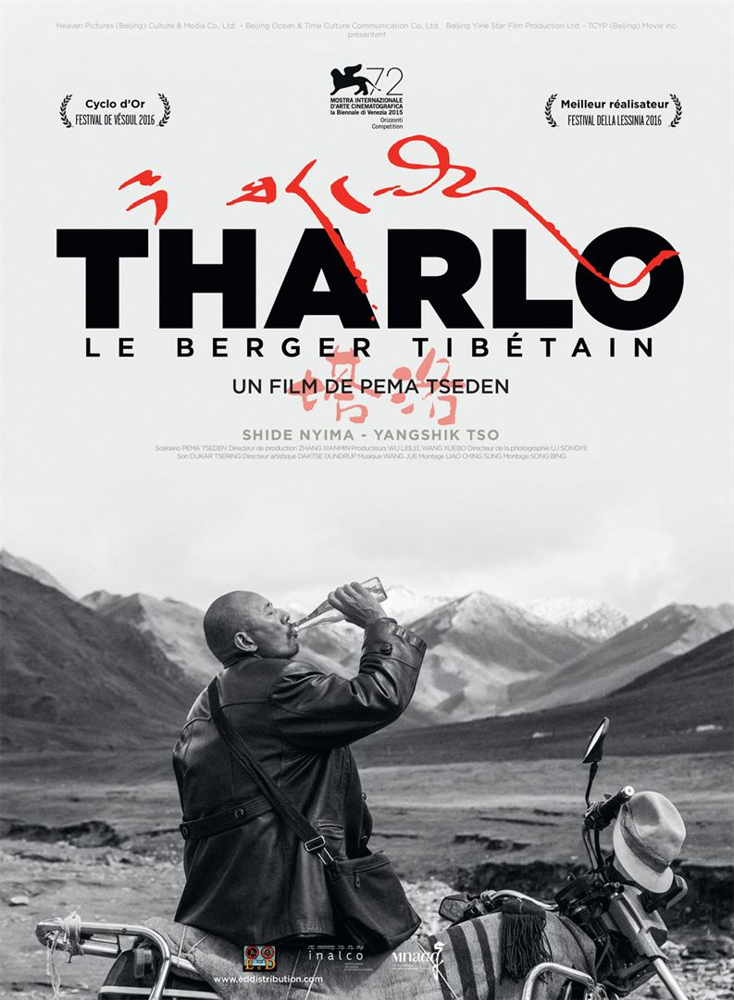 Heaven Pictures (Beijing) Culture & Media Co., Ltd. - Beijing Ocean & Time Culture Communication Co., Ltd. Beijing YiHe Star Film Production Ltd. - TCYP (Beijing) Movie Inc.
présentent
Cyclo d'Or
FESTIVAL DE VÉSOUL 2016
72
MOSTRA INTERNAZIONALE
D'ARTE CINEMATOGRAFICA
la Biennale di Venezia 2015
Orizzonti
Competition
Meilleur réalisateur
FESTIVAL DELLA LESSINIA 2016
THARLO
LE BERGER TIBÉTAIN
塔洛
UN FILM DE PEMA TSEDEN
SHIDE NYIMA - YANGSHIK TSO
Scénario PEMA TSEDEN Directeur de production ZHANG XIANMIN Producteurs WU LEILEI, WANG XUEBO Directeur de la photographie LU SONGYE
Son DUKAR TSERING Directeur artistique DAKTSE DUNDRUP Musique WANG JUE Montage LIAO CHING SUNG Montage SONG BING
E D
inalco
MNAAG
www.eddistribution.com